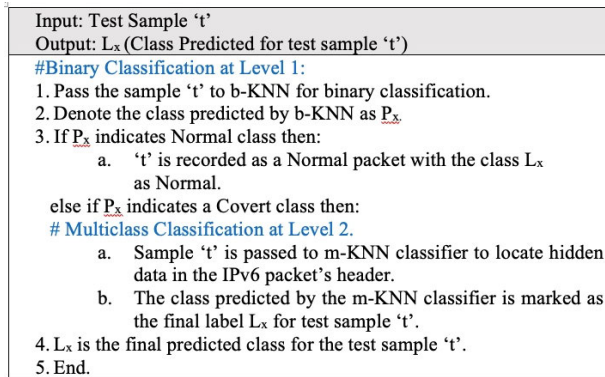 Input: Test Sample ‘t’
Output: Lx (Class Predicted for test sample ‘t’)
#Binary Classification at Level 1:
1. Pass the sample ‘t’ to b-KNN for binary classification.
2. Denote the class predicted by b-KNN as Px.
3. If Px indicates Normal class then:
a. ‘t’ is recorded as a Normal packet with the class Lx
as Normal.
else if Px indicates a Covert class then:
# Multiclass Classification at Level 2.
a. Sample ‘t’ is passed to m-KNN classifier to locate hidden
data in the IPv6 packet’s header.
b. The class predicted by the m-KNN classifier is marked as
the final label Lx for test sample ‘t’.
4. Lx is the final predicted class for the test sample ‘t’.
5. End.